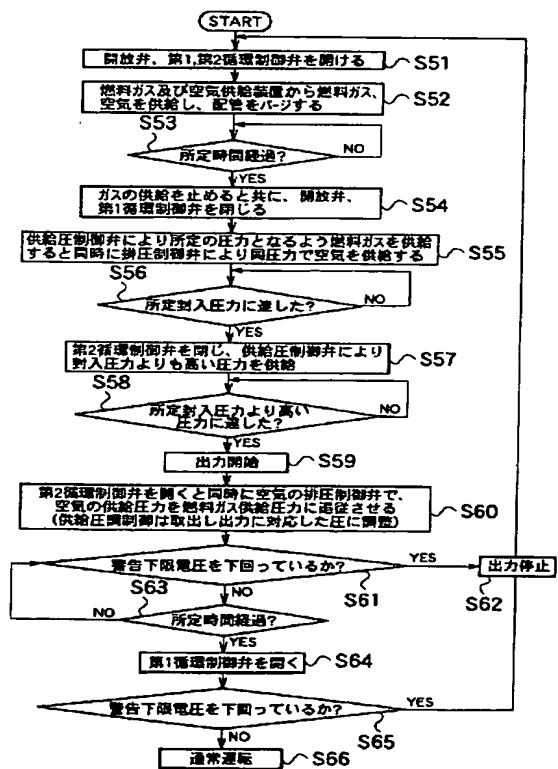 START
開放弁、第1,第2循環制御弁を開ける
S51
燃料ガス及び空気供給装置から燃料ガス、
空気を供給し、配管をパージする
S52
S53
所定時間経過?
NO
YES
ガスの供給を止めると共に、開放弁、
第1循環制御弁を閉じる
S54
供給圧制御弁により所定の圧力となるよう燃料ガスを供給
すると同時に排圧制御弁により同圧力で空気を供給する
S55
S56
所定封入圧力に達した?
NO
YES
第2循環制御弁を閉じ、供給圧制御弁により
封入圧力よりも高い圧力を供給
S57
S58
所定封入圧力より高い
圧力に達した?
NO
YES
出力開始
S59
第2循環制御弁を開くと同時に空気の排圧制御弁で、
空気の供給圧力を燃料ガス供給圧力に追従させる
(供給圧調制御は取出し出力に対応した圧に調整)
S60
警告下限電圧を下回っているか?
YES
出力停止
S61
S62
NO
S63
NO
所定時間経過?
YES
第1循環制御弁を開く
S64
警告下限電圧を下回っているか?
YES
S65
NO
通常運転
S66